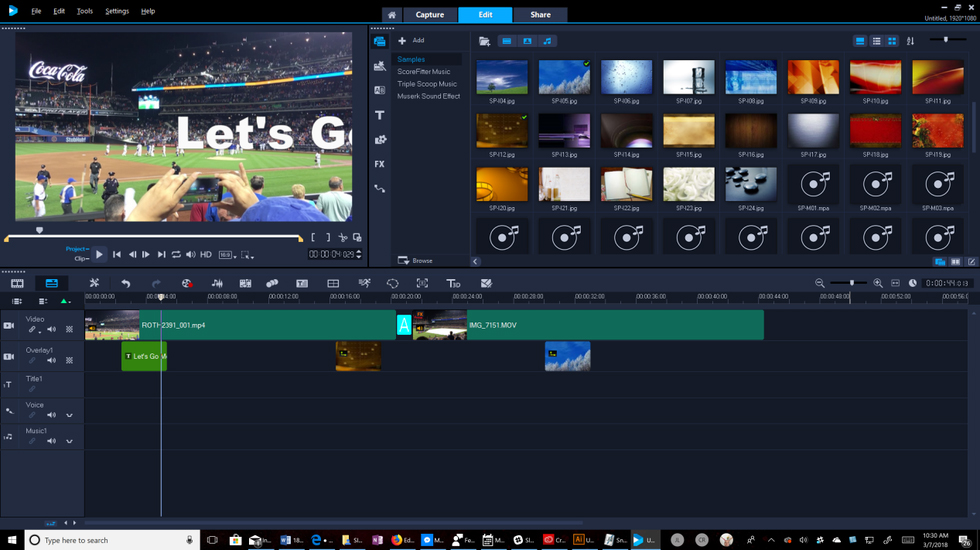 File Edit Tools Settings Help
Capture Edit Share
Untitled, 1920*1080
Coca-Cola
Let's G
Project
Clip
HD
16:9
00:00:04:029
Add
Samples
ScoreFitter Music
Triple Scoop Music
Muserk Sound Effect
FX
Browse
SP-I04.jpg SP-I05.jpg SP-I06.jpg SP-I07.jpg SP-I08.jpg SP-I09.jpg SP-I10.jpg SP-I11.jpg
SP-I12.jpg SP-I13.jpg SP-I14.jpg SP-I15.jpg SP-I16.jpg SP-I17.jpg SP-I18.jpg SP-I19.jpg
SP-I20.jpg SP-I21.jpg SP-I22.jpg SP-I23.jpg SP-I24.jpg SP-M01.mpa SP-M02.mpa SP-M03.mpa
0:00:44:013
00:00:00:00 00:00:04:00 00:00:08:00 00:00:12:00 00:00:16:00 00:00:20:00 00:00:24:00 00:00:28:00 00:00:32:00 00:00:36:00 00:00:40:00 00:00:44:00 00:00:48:00 00:00:52:00
Video
ROTH2391_001.mp4 A IMG_7151.MOV
Overlay1
Let's Go M
Title1
Voice
Music1
Type here to search
10:30 AM
3/7/2018